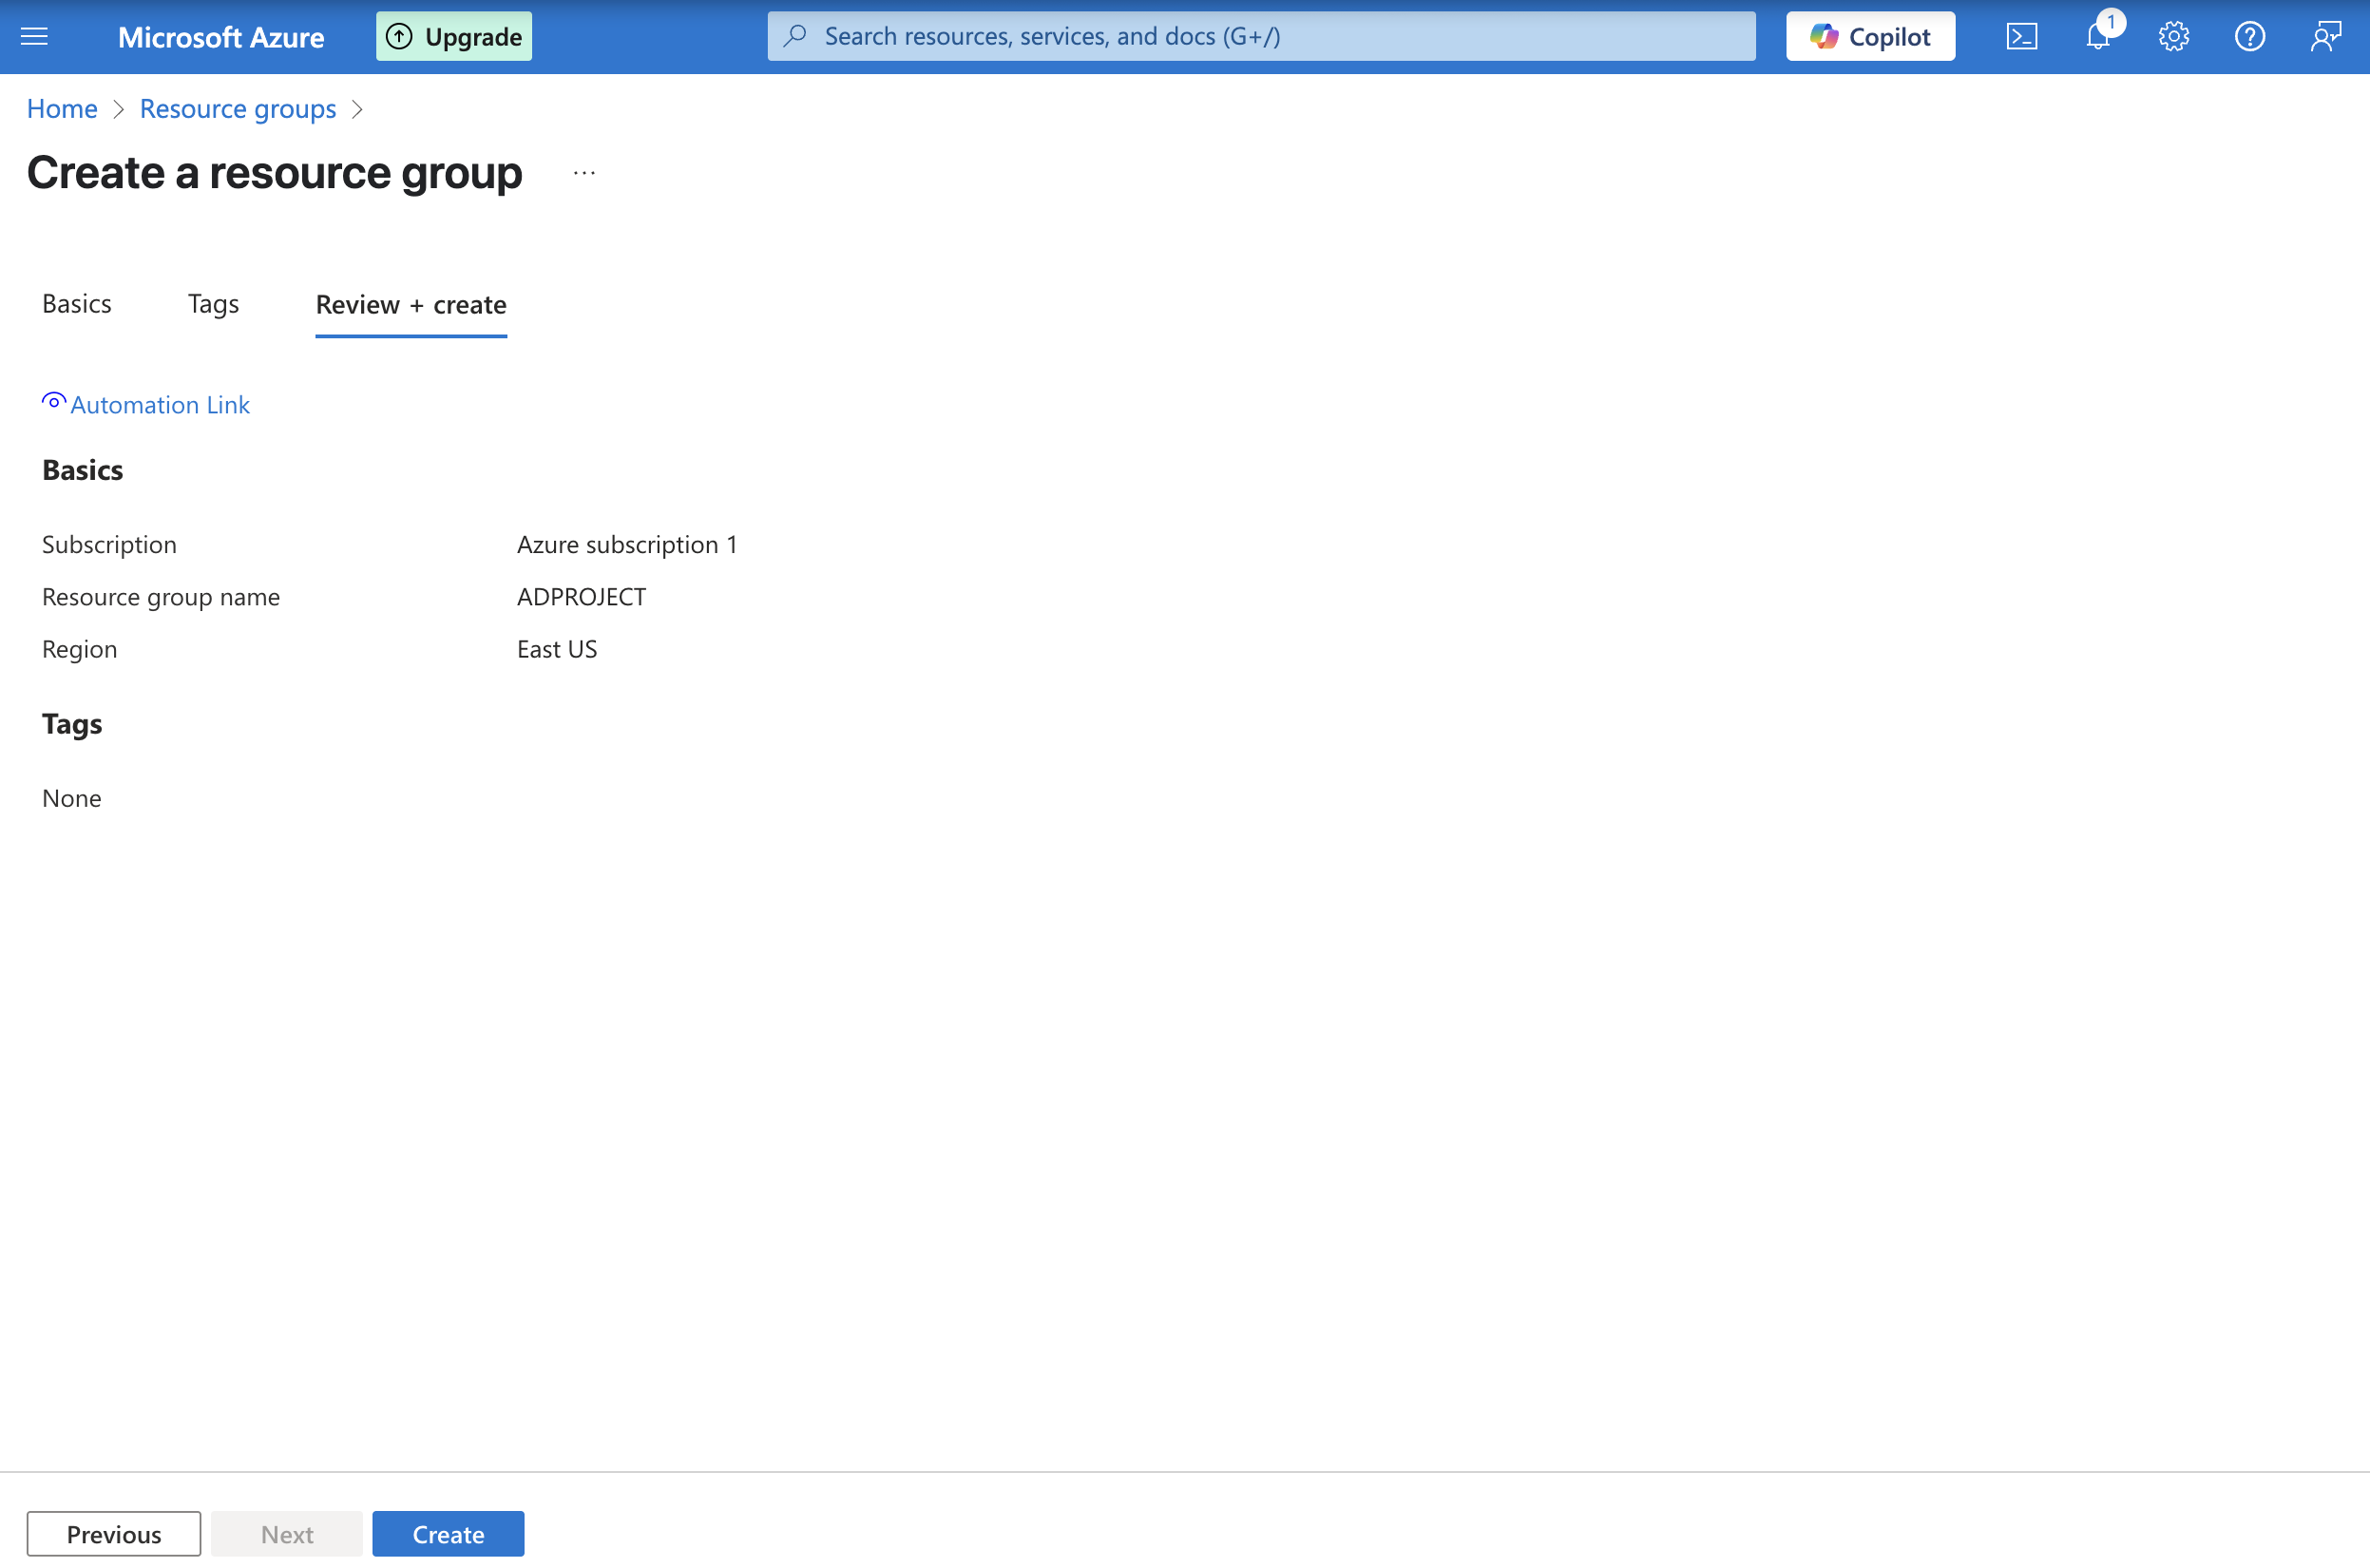 Microsoft Azure
Upgrade
Search resources, services, and docs (G+/)
Copilot
1
Home > Resource groups >
Create a resource group ...
Basics Tags Review + create
Automation Link
Basics
Subscription Azure subscription 1
Resource group name ADPROJECT
Region East US
Tags
None
Previous Next Create